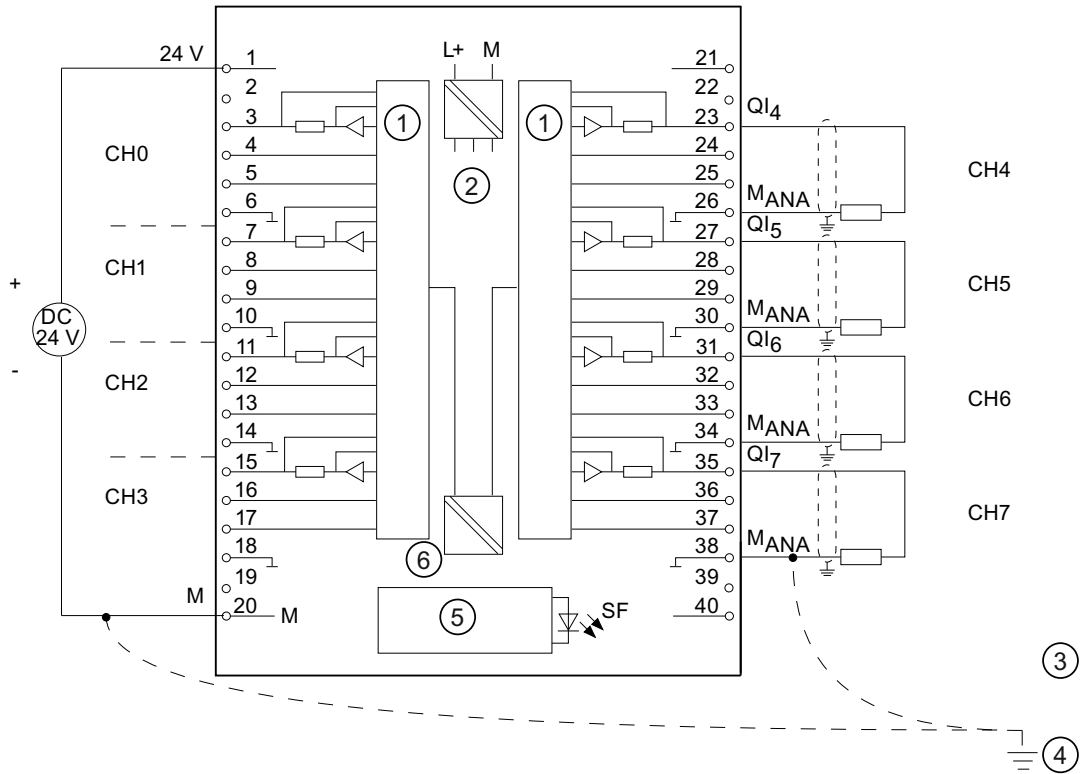 24 V
1
2
3
4
5
6
7
8
9
10
11
12
13
14
15
16
17
18
19
20
M
M
CH0
CH1
CH2
CH3
+
DC
24 V
-
L+ M
1
1
2
6
5
SF
21
22
23
24
25
26
27
28
29
30
31
32
33
34
35
36
37
38
39
40
QI4
MANA
QI5
MANA
QI6
MANA
QI7
MANA
CH4
CH5
CH6
CH7
3
4